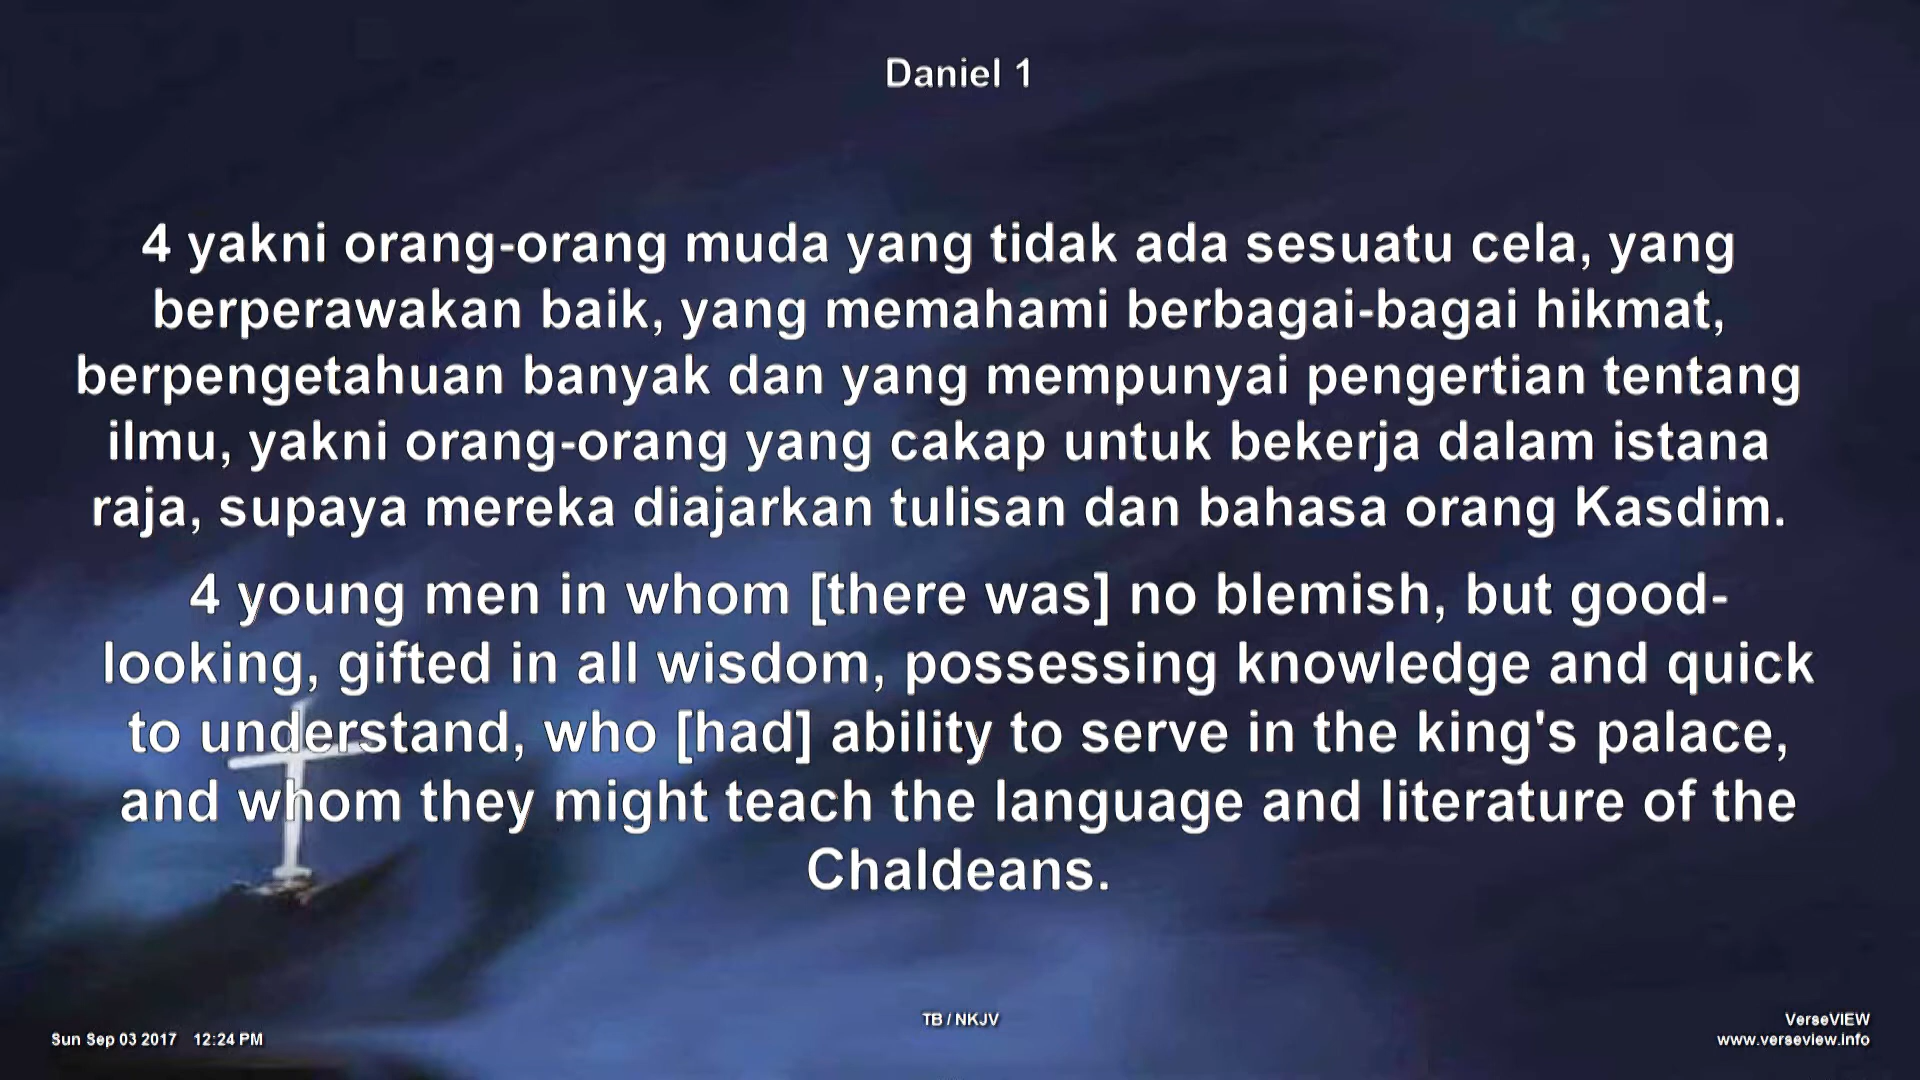 Daniel 1
4 yakni orang-orang muda yang tidak ada sesuatu cela, yang
berperawakan baik, yang memahami berbagai-bagai hikmat,
berpengetahuan banyak dan yang mempunyai pengertian tentang
ilmu, yakni orang-orang yang cakap untuk bekerja dalam istana
raja, supaya mereka diajarkan tulisan dan bahasa orang Kasdim.
4 young men in whom [there was] no blemish, but good-
looking, gifted in all wisdom, possessing knowledge and quick
to understand, who [had] ability to serve in the king's palace,
and whom they might teach the language and literature of the
Chaldeans.
TB / NKJV
Sun Sep 03 2017 12:24 PM
VerseVIEW
www.verseview.info